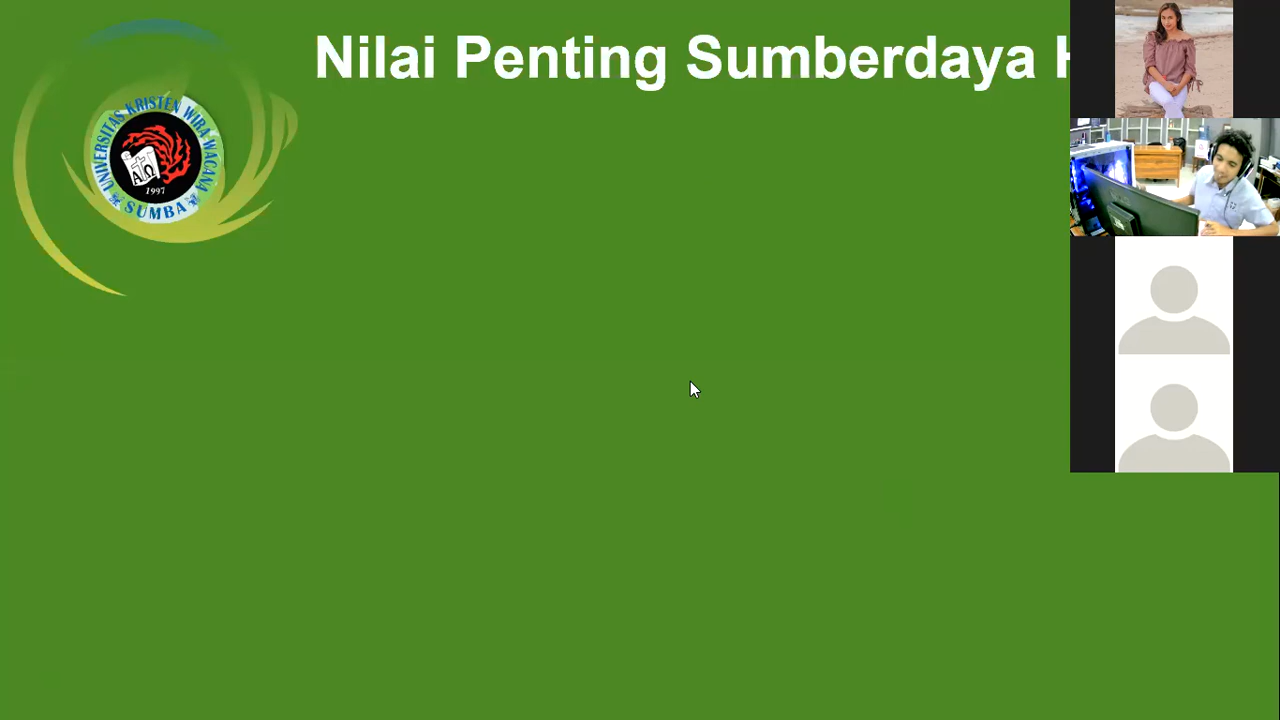 Nilai Penting Sumberdaya H
UNIVERSITAS KRISTEN WIRA WACANA
Α Ω
1997
SUMBA